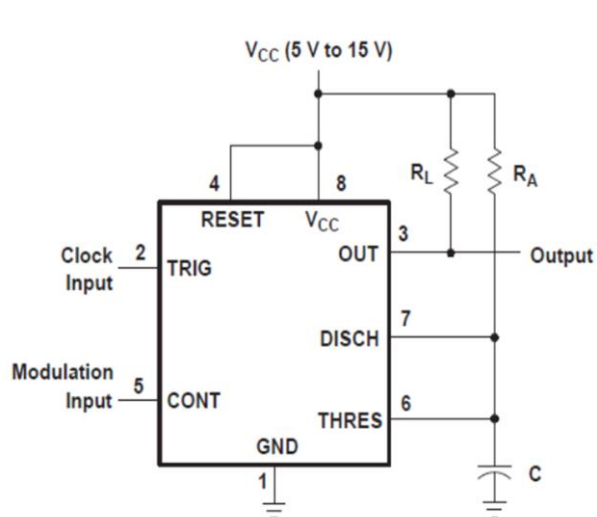 VCC (5 V to 15 V)
RL
RA
4
8
RESET
VCC
3
OUT
Output
Clock
Input
2
TRIG
7
DISCH
Modulation
Input
5
CONT
6
THRES
GND
1
C